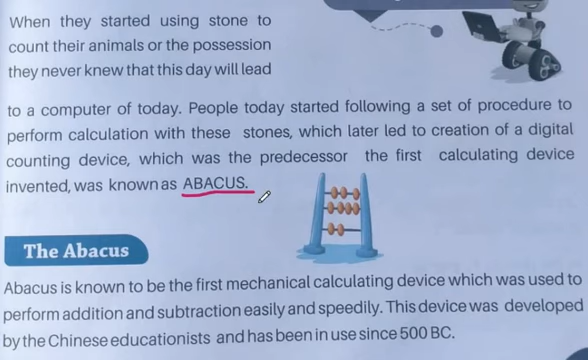 When they started using stone to
count their animals or the possession
they never knew that this day will lead
to a computer of today. People today started following a set of procedure to
perform calculation with these stones, which later led to creation of a digital
counting device, which was the predecessor the first calculating device
invented, was known as ABACUS.
The Abacus
Abacus is known to be the first mechanical calculating device which was used to
perform addition and subtraction easily and speedily. This device was developed
by the Chinese educationists and has been in use since 500 BC.